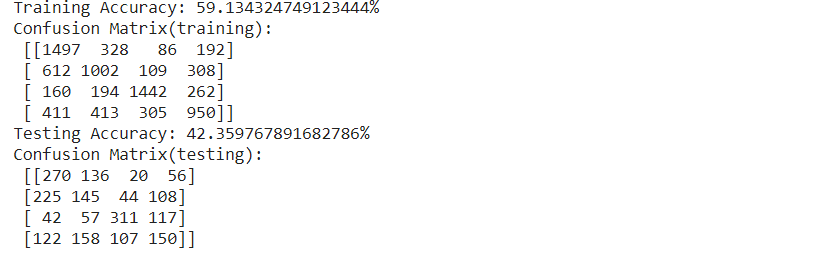 Training Accuracy: 59.134324749123444%
Confusion Matrix(training):
 [[1497  328   86  192]
 [ 612 1002  109  308]
 [ 160  194 1442  262]
 [ 411  413  305  950]]
Testing Accuracy: 42.359767891682786%
Confusion Matrix(testing):
 [[270 136  20  56]
 [225 145  44 108]
 [ 42  57 311 117]
 [122 158 107 150]]